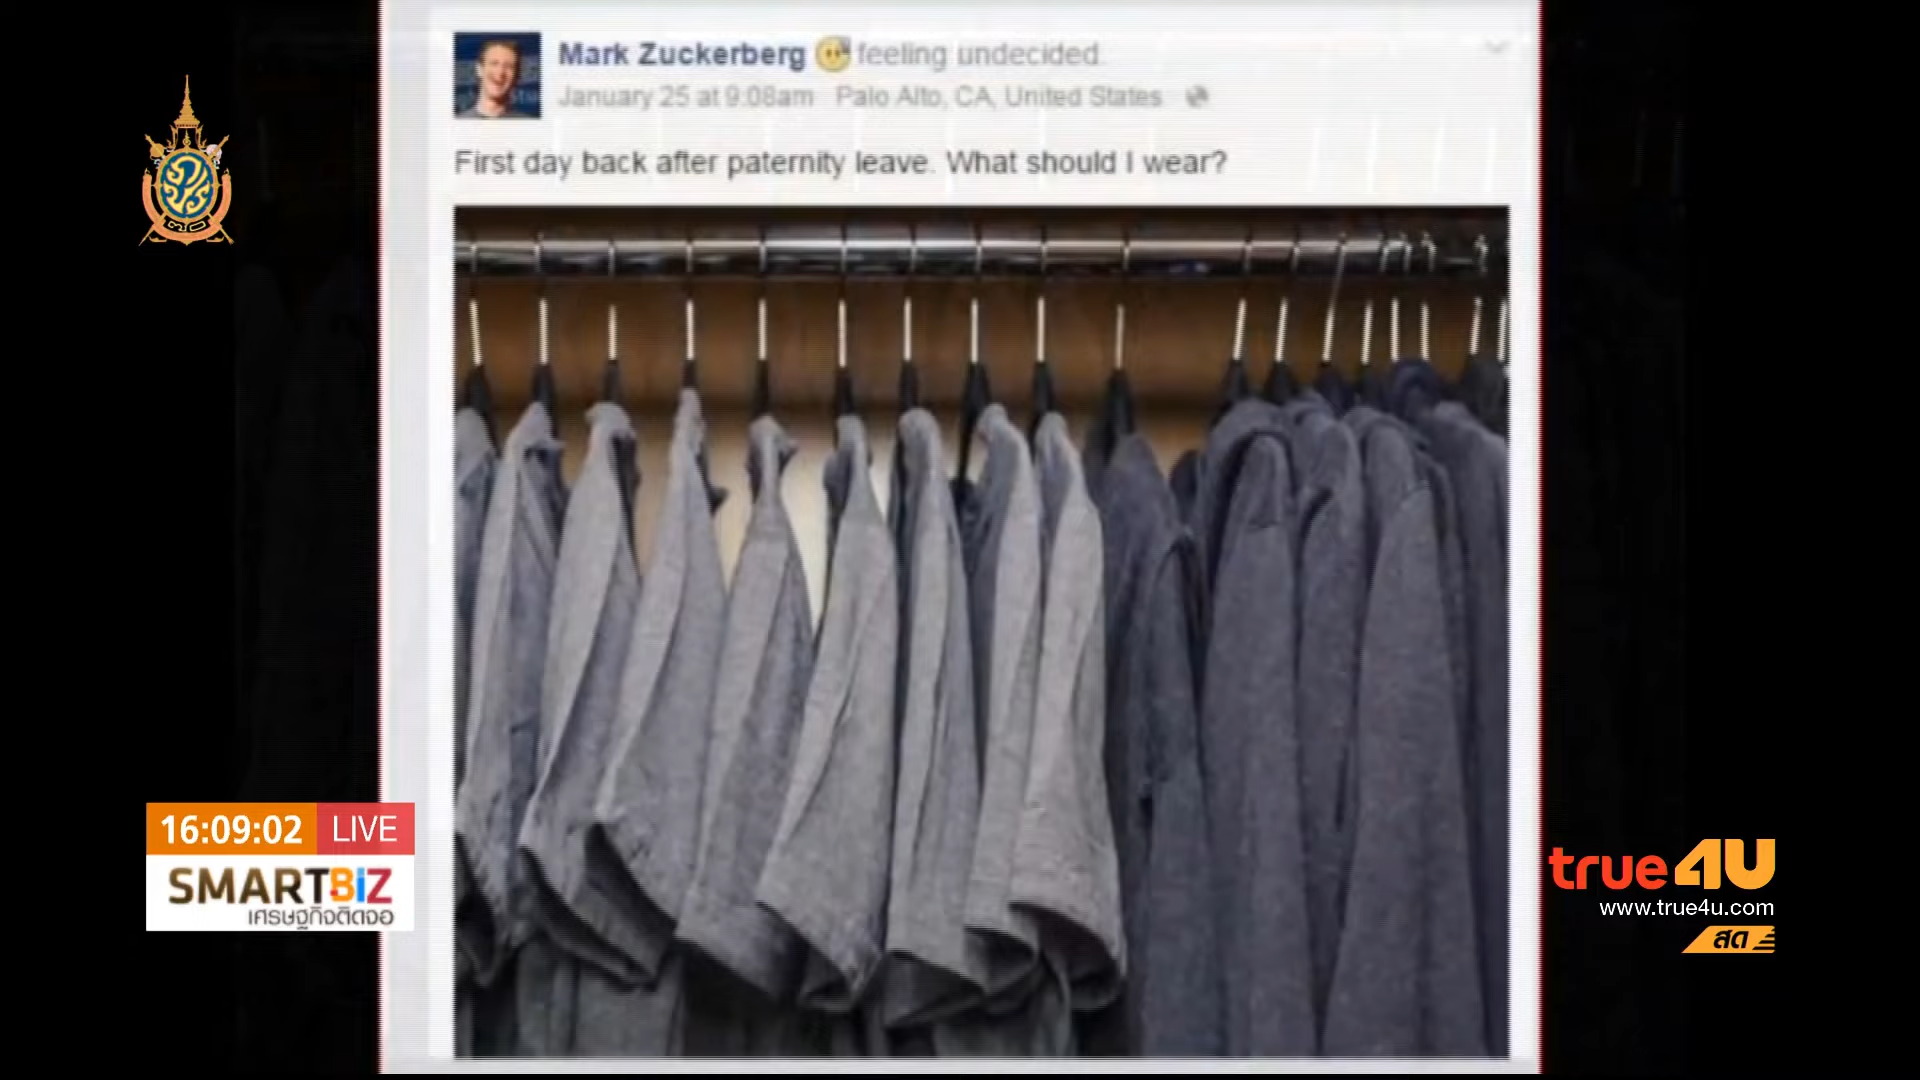 Mark Zuckerberg feeling undecided.
January 25 at 9:08am Palo Alto, CA, United States
First day back after paternity leave. What should I wear?
16:09:02 LIVE
SMARTBIZ
เศรษฐกิจติดจอ
true4U
www.true4u.com
สด